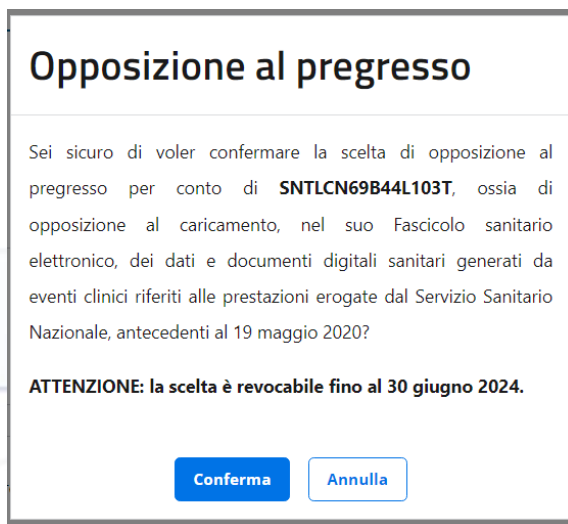 Opposizione al pregresso
Sei sicuro di voler confermare la scelta di opposizione al
pregresso per conto di SNTLCN69B44L103T, ossia di
opposizione al caricamento, nel suo Fascicolo sanitario
elettronico, dei dati e documenti digitali sanitari generati da
eventi clinici riferiti alle prestazioni erogate dal Servizio Sanitario
Nazionale, antecedenti al 19 maggio 2020?
ATTENZIONE: la scelta è revocabile fino al 30 giugno 2024.
Conferma
Annulla